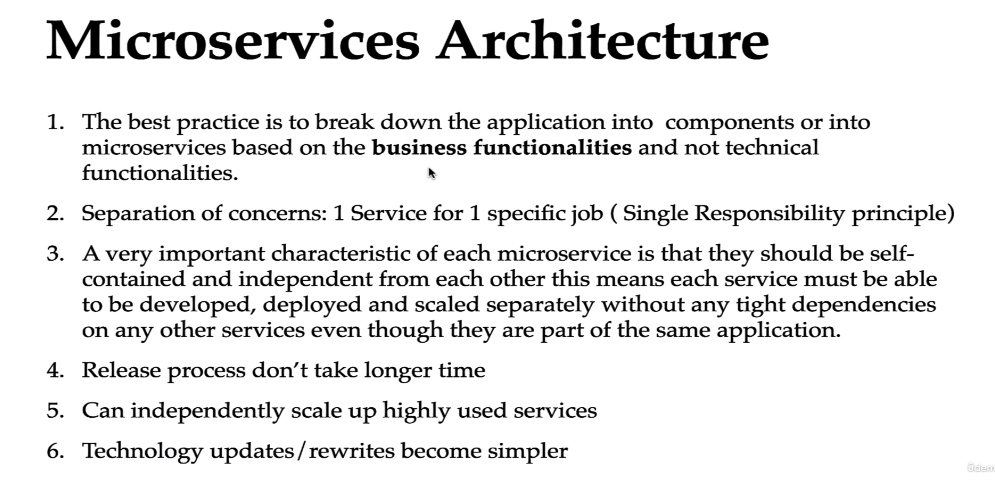 Microservices Architecture
1. The best practice is to break down the application into components or into
microservices based on the business functionalities and not technical
functionalities.
2. Separation of concerns: 1 Service for 1 specific job ( Single Responsibility principle)
3. A very important characteristic of each microservice is that they should be self-
contained and independent from each other this means each service must be able
to be developed, deployed and scaled separately without any tight dependencies
on any other services even though they are part of the same application.
4. Release process don't take longer time
5. Can independently scale up highly used services
6. Technology updates/rewrites become simpler